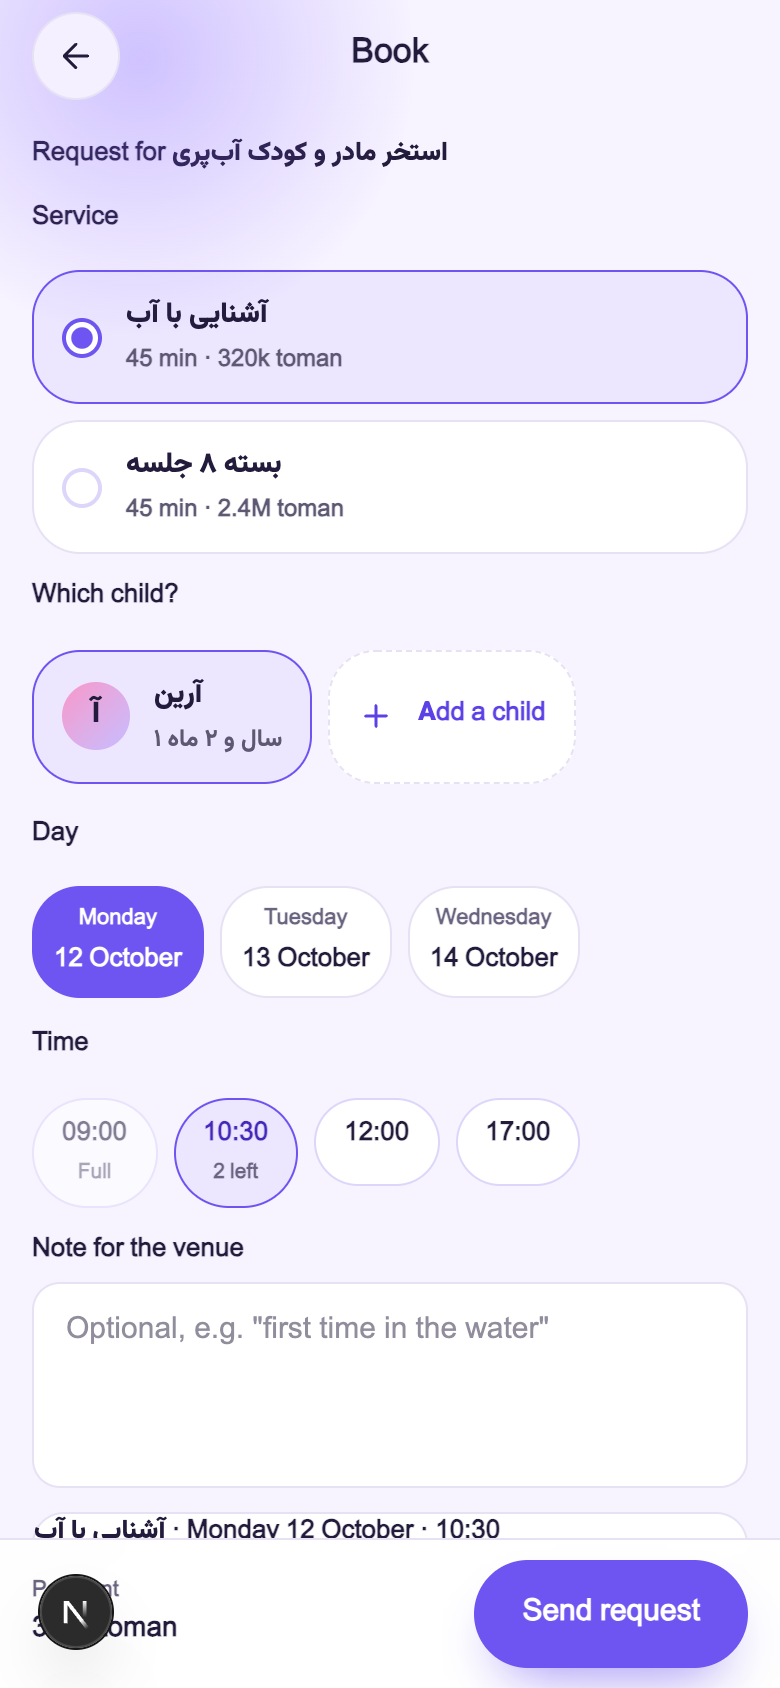 Book
Request for استخر مادر و کودک آب‌پری
Service
آشنایی با آب
45 min · 320k toman
بسته ۸ جلسه
45 min · 2.4M toman
Which child?
آ
آرین
۱ سال و ۲ ماه
Add a child
Day
Monday
12 October
Tuesday
13 October
Wednesday
14 October
Time
09:00
Full
10:30
2 left
12:00
17:00
Note for the venue
Optional, e.g. "first time in the water"
آشنایی با آب · Monday 12 October · 10:30
N
Send request